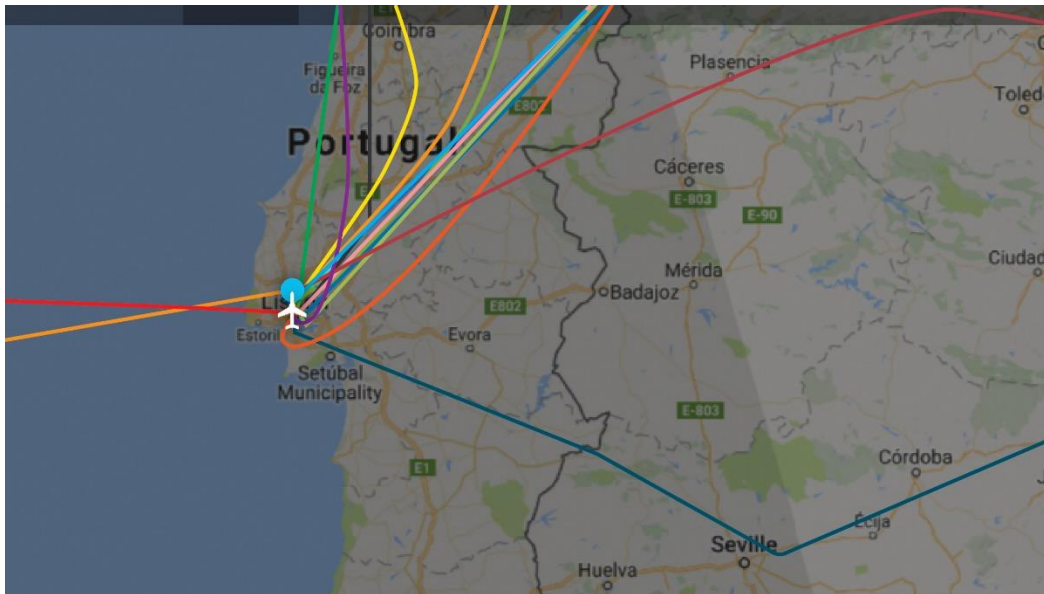 Coimbra
Figueira
da Foz
Plasencia
Toled
E802
Portugal
Cáceres
E-803
E-90
Ciudad
Mérida
Badajoz
E802
Estoril
Evora
Setúbal
Municipality
E-803
E1
Córdoba
Écija
Seville
Huelva